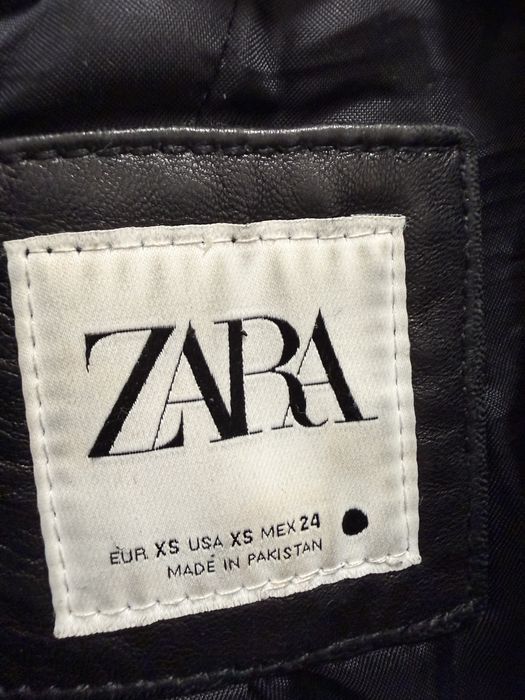 ZARA
EUR XS USA XS MEX 24
MADE IN PAKISTAN